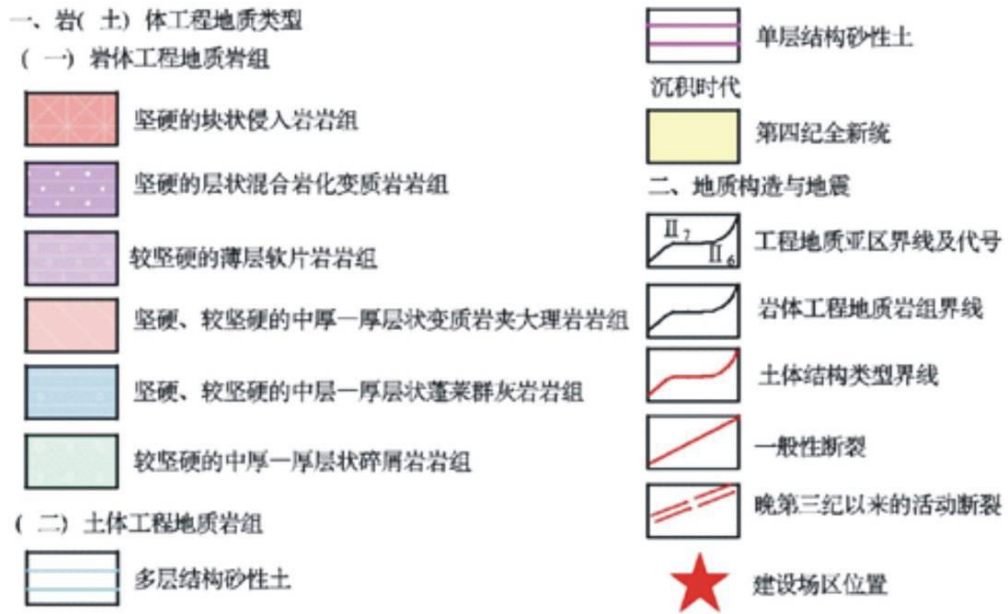 一、岩( 土) 体工程地质类型
( 一) 岩体工程地质岩组
坚硬的块状侵入岩岩组
坚硬的层状混合岩化变质岩岩组
较坚硬的薄层软片岩岩组
坚硬、较坚硬的中厚—厚层状变质岩夹大理岩岩组
坚硬、较坚硬的中层—厚层状蓬莱群灰岩岩组
较坚硬的中厚—厚层状碎屑岩岩组
( 二) 土体工程地质岩组
多层结构砂性土
单层结构砂性土
沉积时代
第四纪全新统
二、地质构造与地震
II₇
II₆
工程地质亚区界线及代号
岩体工程地质岩组界线
土体结构类型界线
一般性断裂
晚第三纪以来的活动断裂
建设场区位置